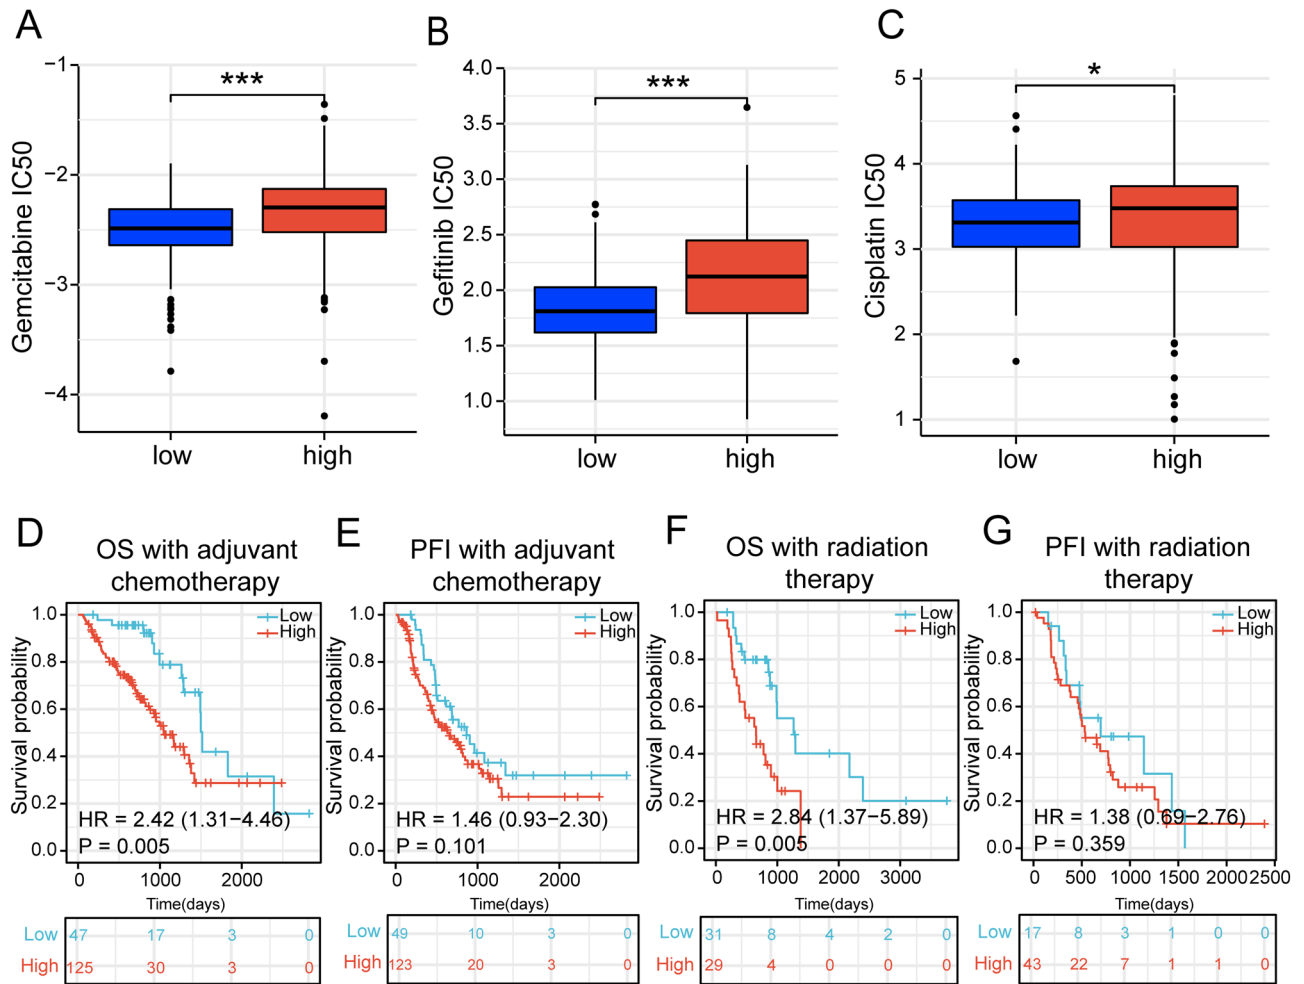 A
Gemcitabine IC50
−1
−2
−3
−4
***
low
high
B
Gefitinib IC50
4.0
3.5
3.0
2.5
2.0
1.5
1.0
***
low
high
C
Cisplatin IC50
5
4
3
2
1
*
low
high
D
OS with adjuvant
chemotherapy
Survival probability
1.0
0.8
0.6
0.4
0.2
0.0
Low
High
HR = 2.42 (1.31−4.46)
P = 0.005
0 1000 2000
Time(days)
Low 47 17 3 0
High 125 30 3 0
E
PFI with adjuvant
chemotherapy
Survival probability
1.0
0.8
0.6
0.4
0.2
0.0
Low
High
HR = 1.46 (0.93−2.30)
P = 0.101
0 1000 2000
Time(days)
Low 49 10 3 0
High 123 20 3 0
F
OS with radiation
therapy
Survival probability
1.0
0.8
0.6
0.4
0.2
0.0
Low
High
HR = 2.84 (1.37−5.89)
P = 0.005
0 1000 2000 3000
Time(days)
Low 31 8 4 2 0
High 29 4 0 0 0
G
PFI with radiation
therapy
Survival probability
1.0
0.8
0.6
0.4
0.2
0.0
Low
High
HR = 1.38 (0.69−2.76)
P = 0.359
0 500 1000 1500 2000 2500
Time(days)
Low 17 8 3 1 0 0
High 43 22 7 1 1 0